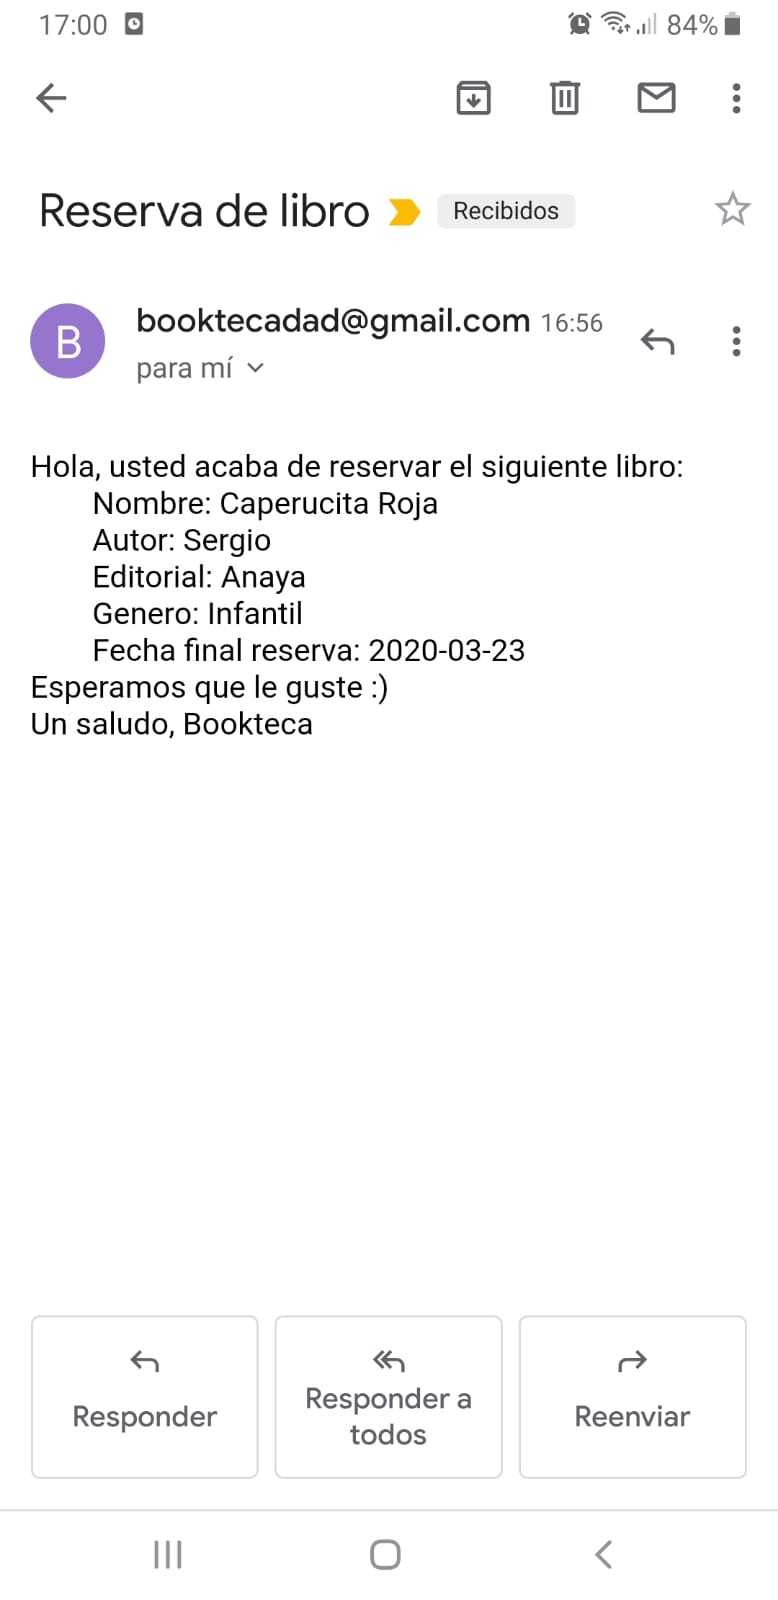 17:00
84%
Reserva de libro Recibidos
B
booktecadad@gmail.com 16:56
para mí
Hola, usted acaba de reservar el siguiente libro:
Nombre: Caperucita Roja
Autor: Sergio
Editorial: Anaya
Genero: Infantil
Fecha final reserva: 2020-03-23
Esperamos que le guste :)
Un saludo, Bookteca
Responder
Responder a
todos
Reenviar